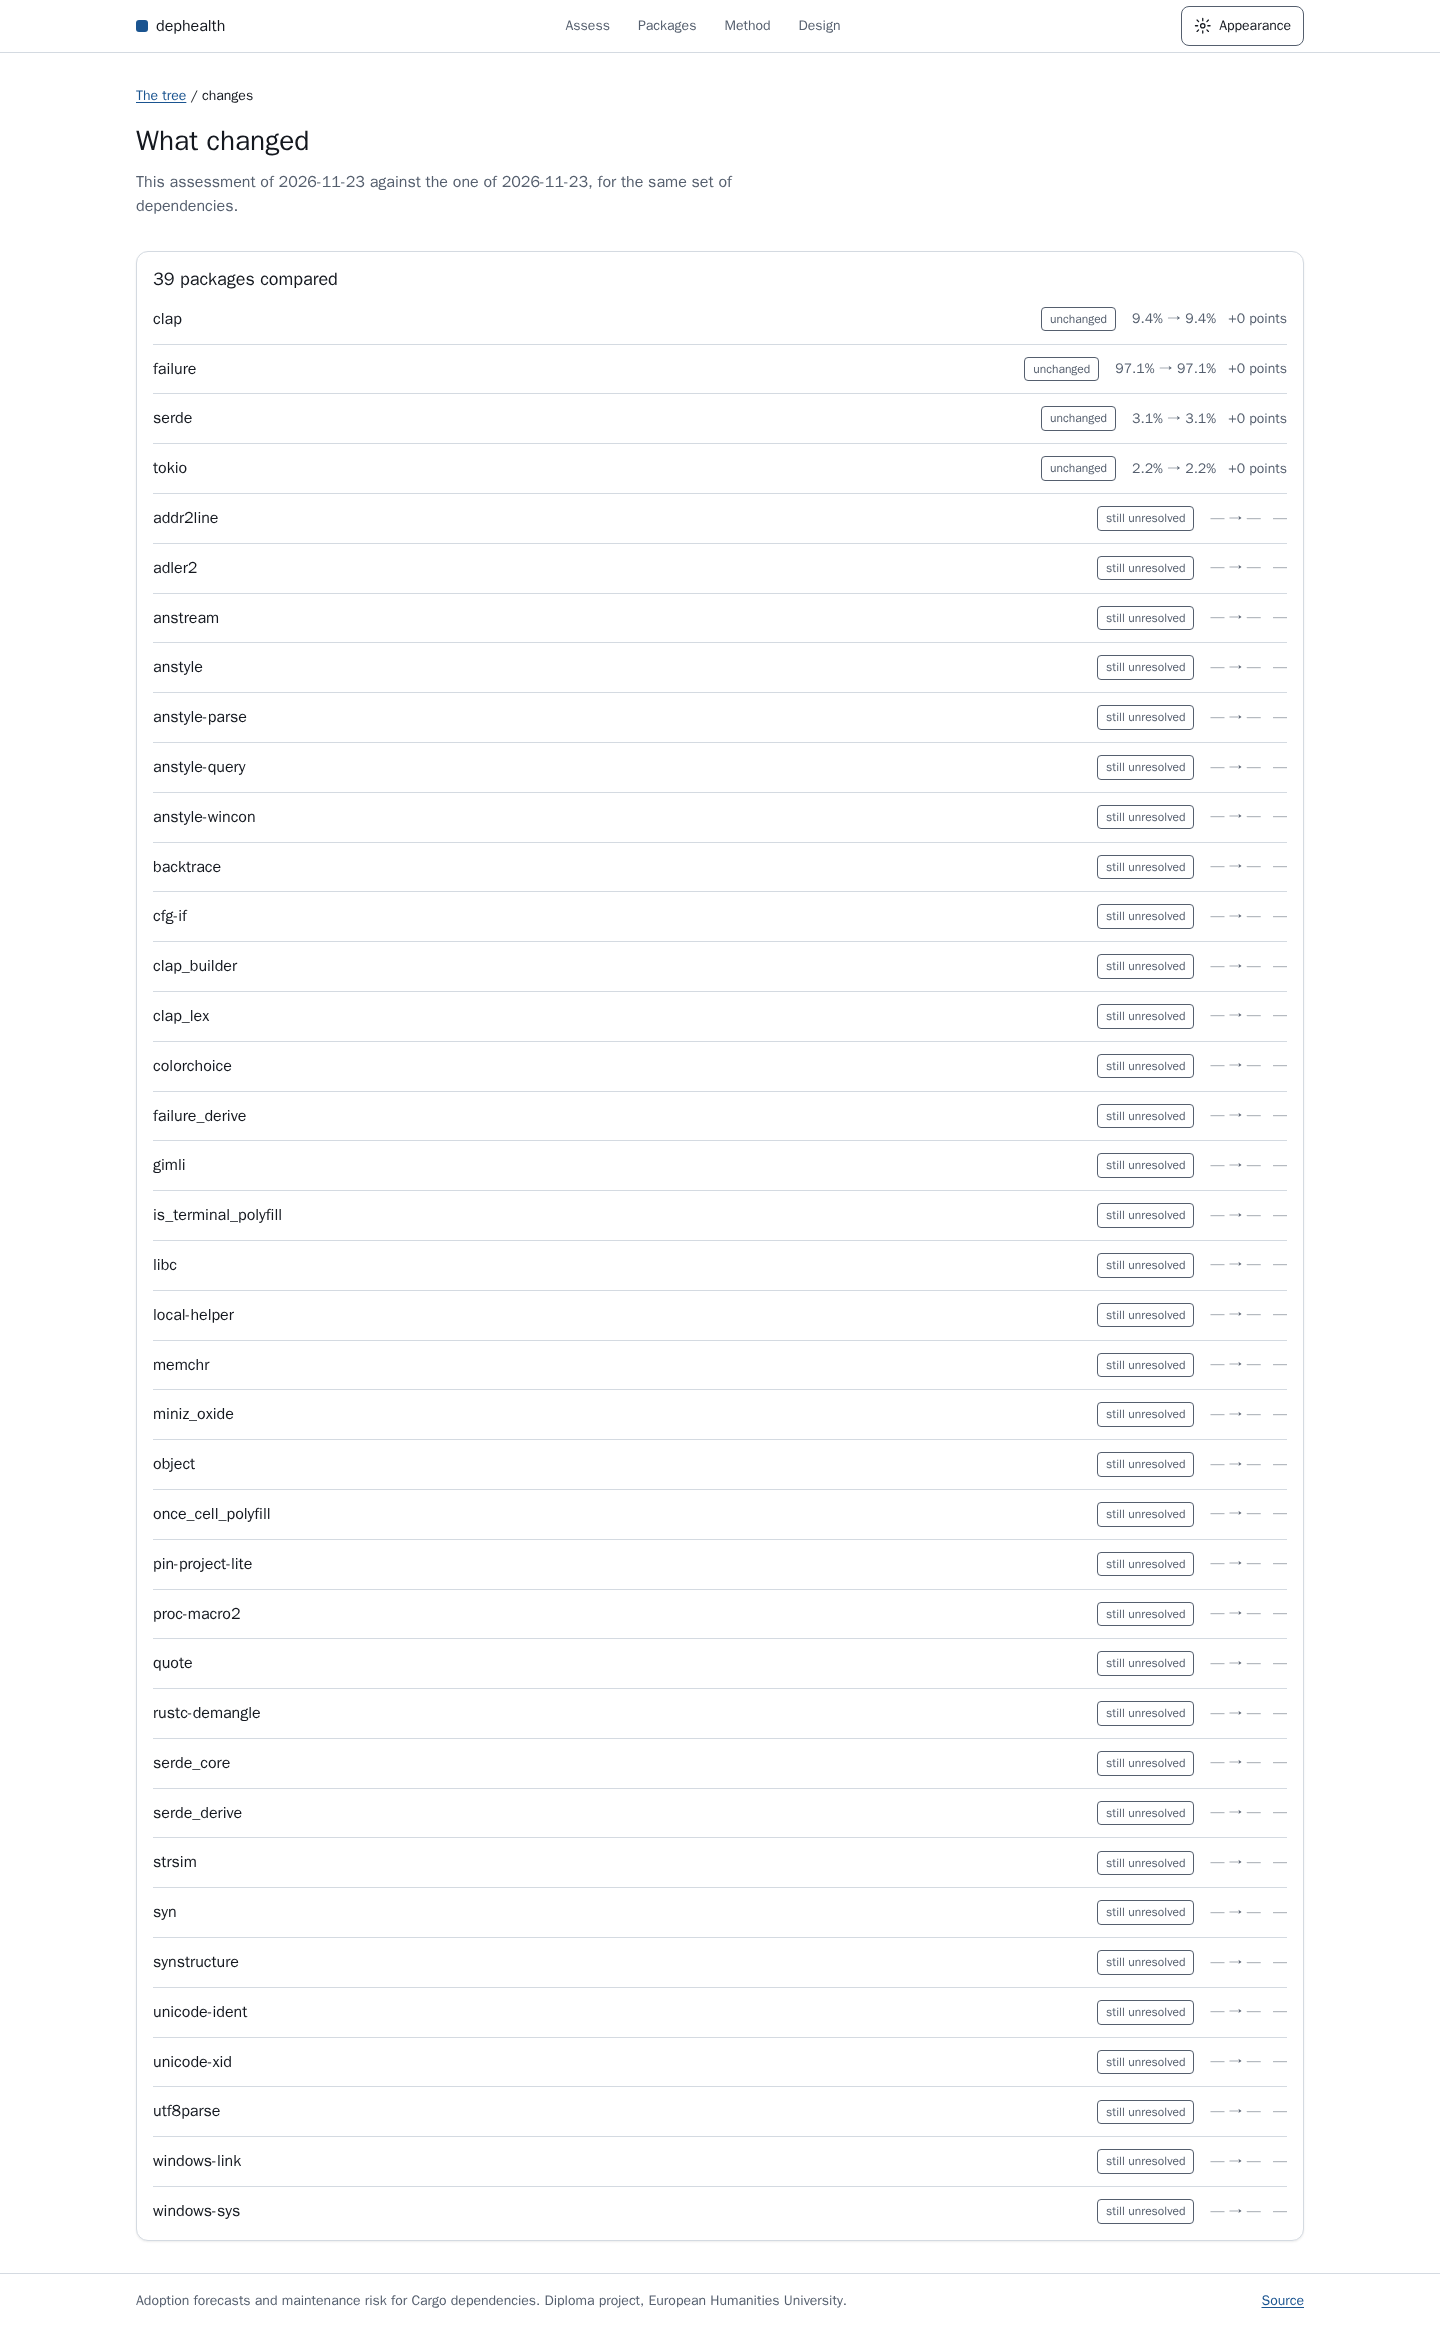 dephealth
Assess Packages Method Design
Appearance
The tree / changes
What changed
This assessment of 2026-11-23 against the one of 2026-11-23, for the same set of
dependencies.
39 packages compared
clap unchanged 9.4% → 9.4% +0 points
failure unchanged 97.1% → 97.1% +0 points
serde unchanged 3.1% → 3.1% +0 points
tokio unchanged 2.2% → 2.2% +0 points
addr2line still unresolved — → — —
adler2 still unresolved — → — —
anstream still unresolved — → — —
anstyle still unresolved — → — —
anstyle-parse still unresolved — → — —
anstyle-query still unresolved — → — —
anstyle-wincon still unresolved — → — —
backtrace still unresolved — → — —
cfg-if still unresolved — → — —
clap_builder still unresolved — → — —
clap_lex still unresolved — → — —
colorchoice still unresolved — → — —
failure_derive still unresolved — → — —
gimli still unresolved — → — —
is_terminal_polyfill still unresolved — → — —
libc still unresolved — → — —
local-helper still unresolved — → — —
memchr still unresolved — → — —
miniz_oxide still unresolved — → — —
object still unresolved — → — —
once_cell_polyfill still unresolved — → — —
pin-project-lite still unresolved — → — —
proc-macro2 still unresolved — → — —
quote still unresolved — → — —
rustc-demangle still unresolved — → — —
serde_core still unresolved — → — —
serde_derive still unresolved — → — —
strsim still unresolved — → — —
syn still unresolved — → — —
synstructure still unresolved — → — —
unicode-ident still unresolved — → — —
unicode-xid still unresolved — → — —
utf8parse still unresolved — → — —
windows-link still unresolved — → — —
windows-sys still unresolved — → — —
Adoption forecasts and maintenance risk for Cargo dependencies. Diploma project, European Humanities University.
Source